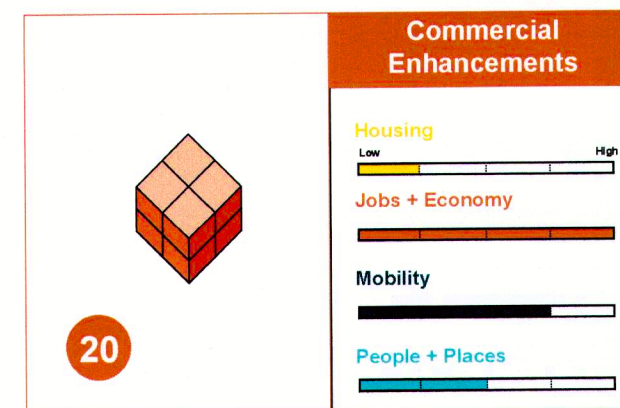 Commercial
Enhancements
Housing
Low High
Jobs + Economy
Mobility
People + Places
20